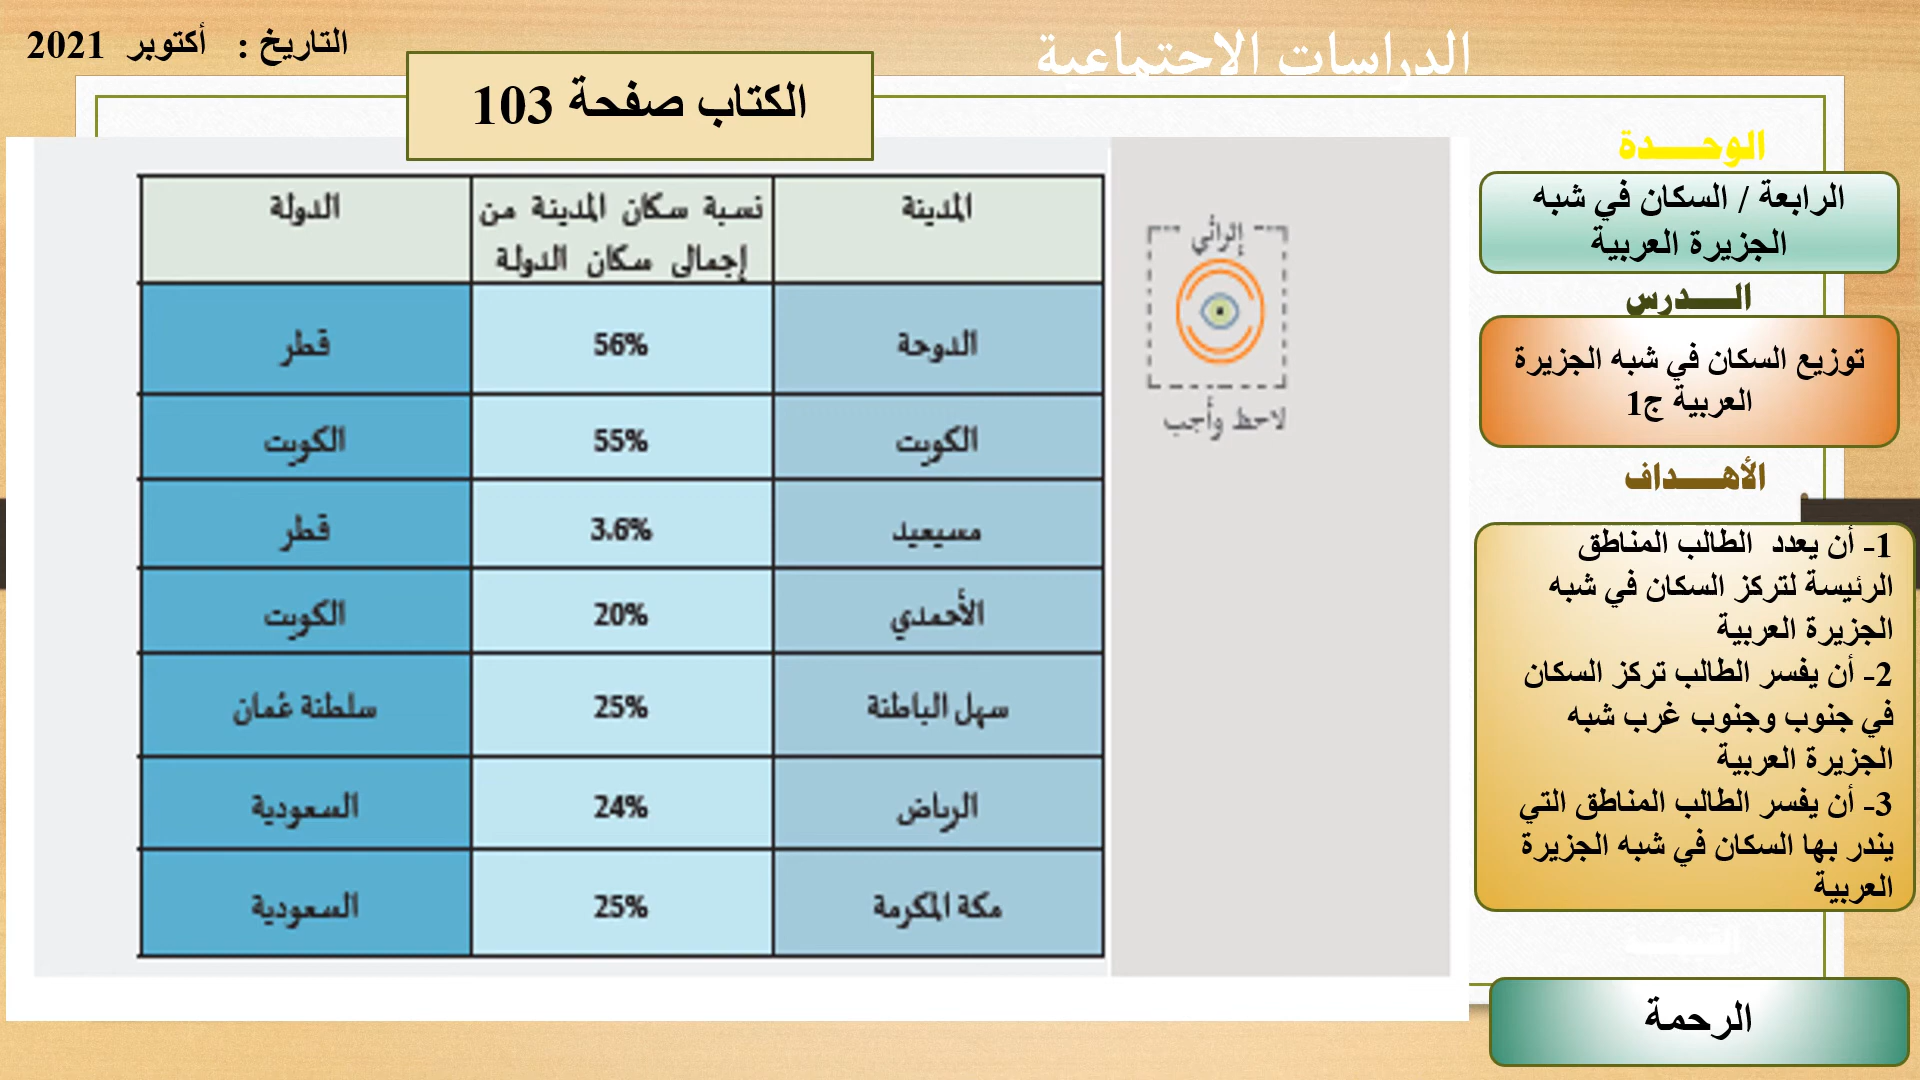 الدراسات الاجتماعية
التاريخ : أكتوبر 2021
الكتاب صفحة 103
الوحـــدة
الرابعة / السكان في شبه
الجزيرة العربية
الـــدرس
توزيع السكان في شبه الجزيرة
العربية ج1
الأهـــداف
1- أن يعدد الطالب المناطق
الرئيسة لتركز السكان في شبه
الجزيرة العربية
2- أن يفسر الطالب تركز السكان
في جنوب وجنوب غرب شبه
الجزيرة العربية
3- أن يفسر الطالب المناطق التي
يندر بها السكان في شبه الجزيرة
العربية
الرحمة
إثرائي
لاحظ وأجب
المدينة نسبة سكان المدينة من إجمالى سكان الدولة الدولة
الدوحة 56% قطر
الكويت 55% الكويت
مسيعيد 3.6% قطر
الأحمدي 20% الكويت
سهل الباطنة 25% سلطنة عُمان
الرياض 24% السعودية
مكة المكرمة 25% السعودية